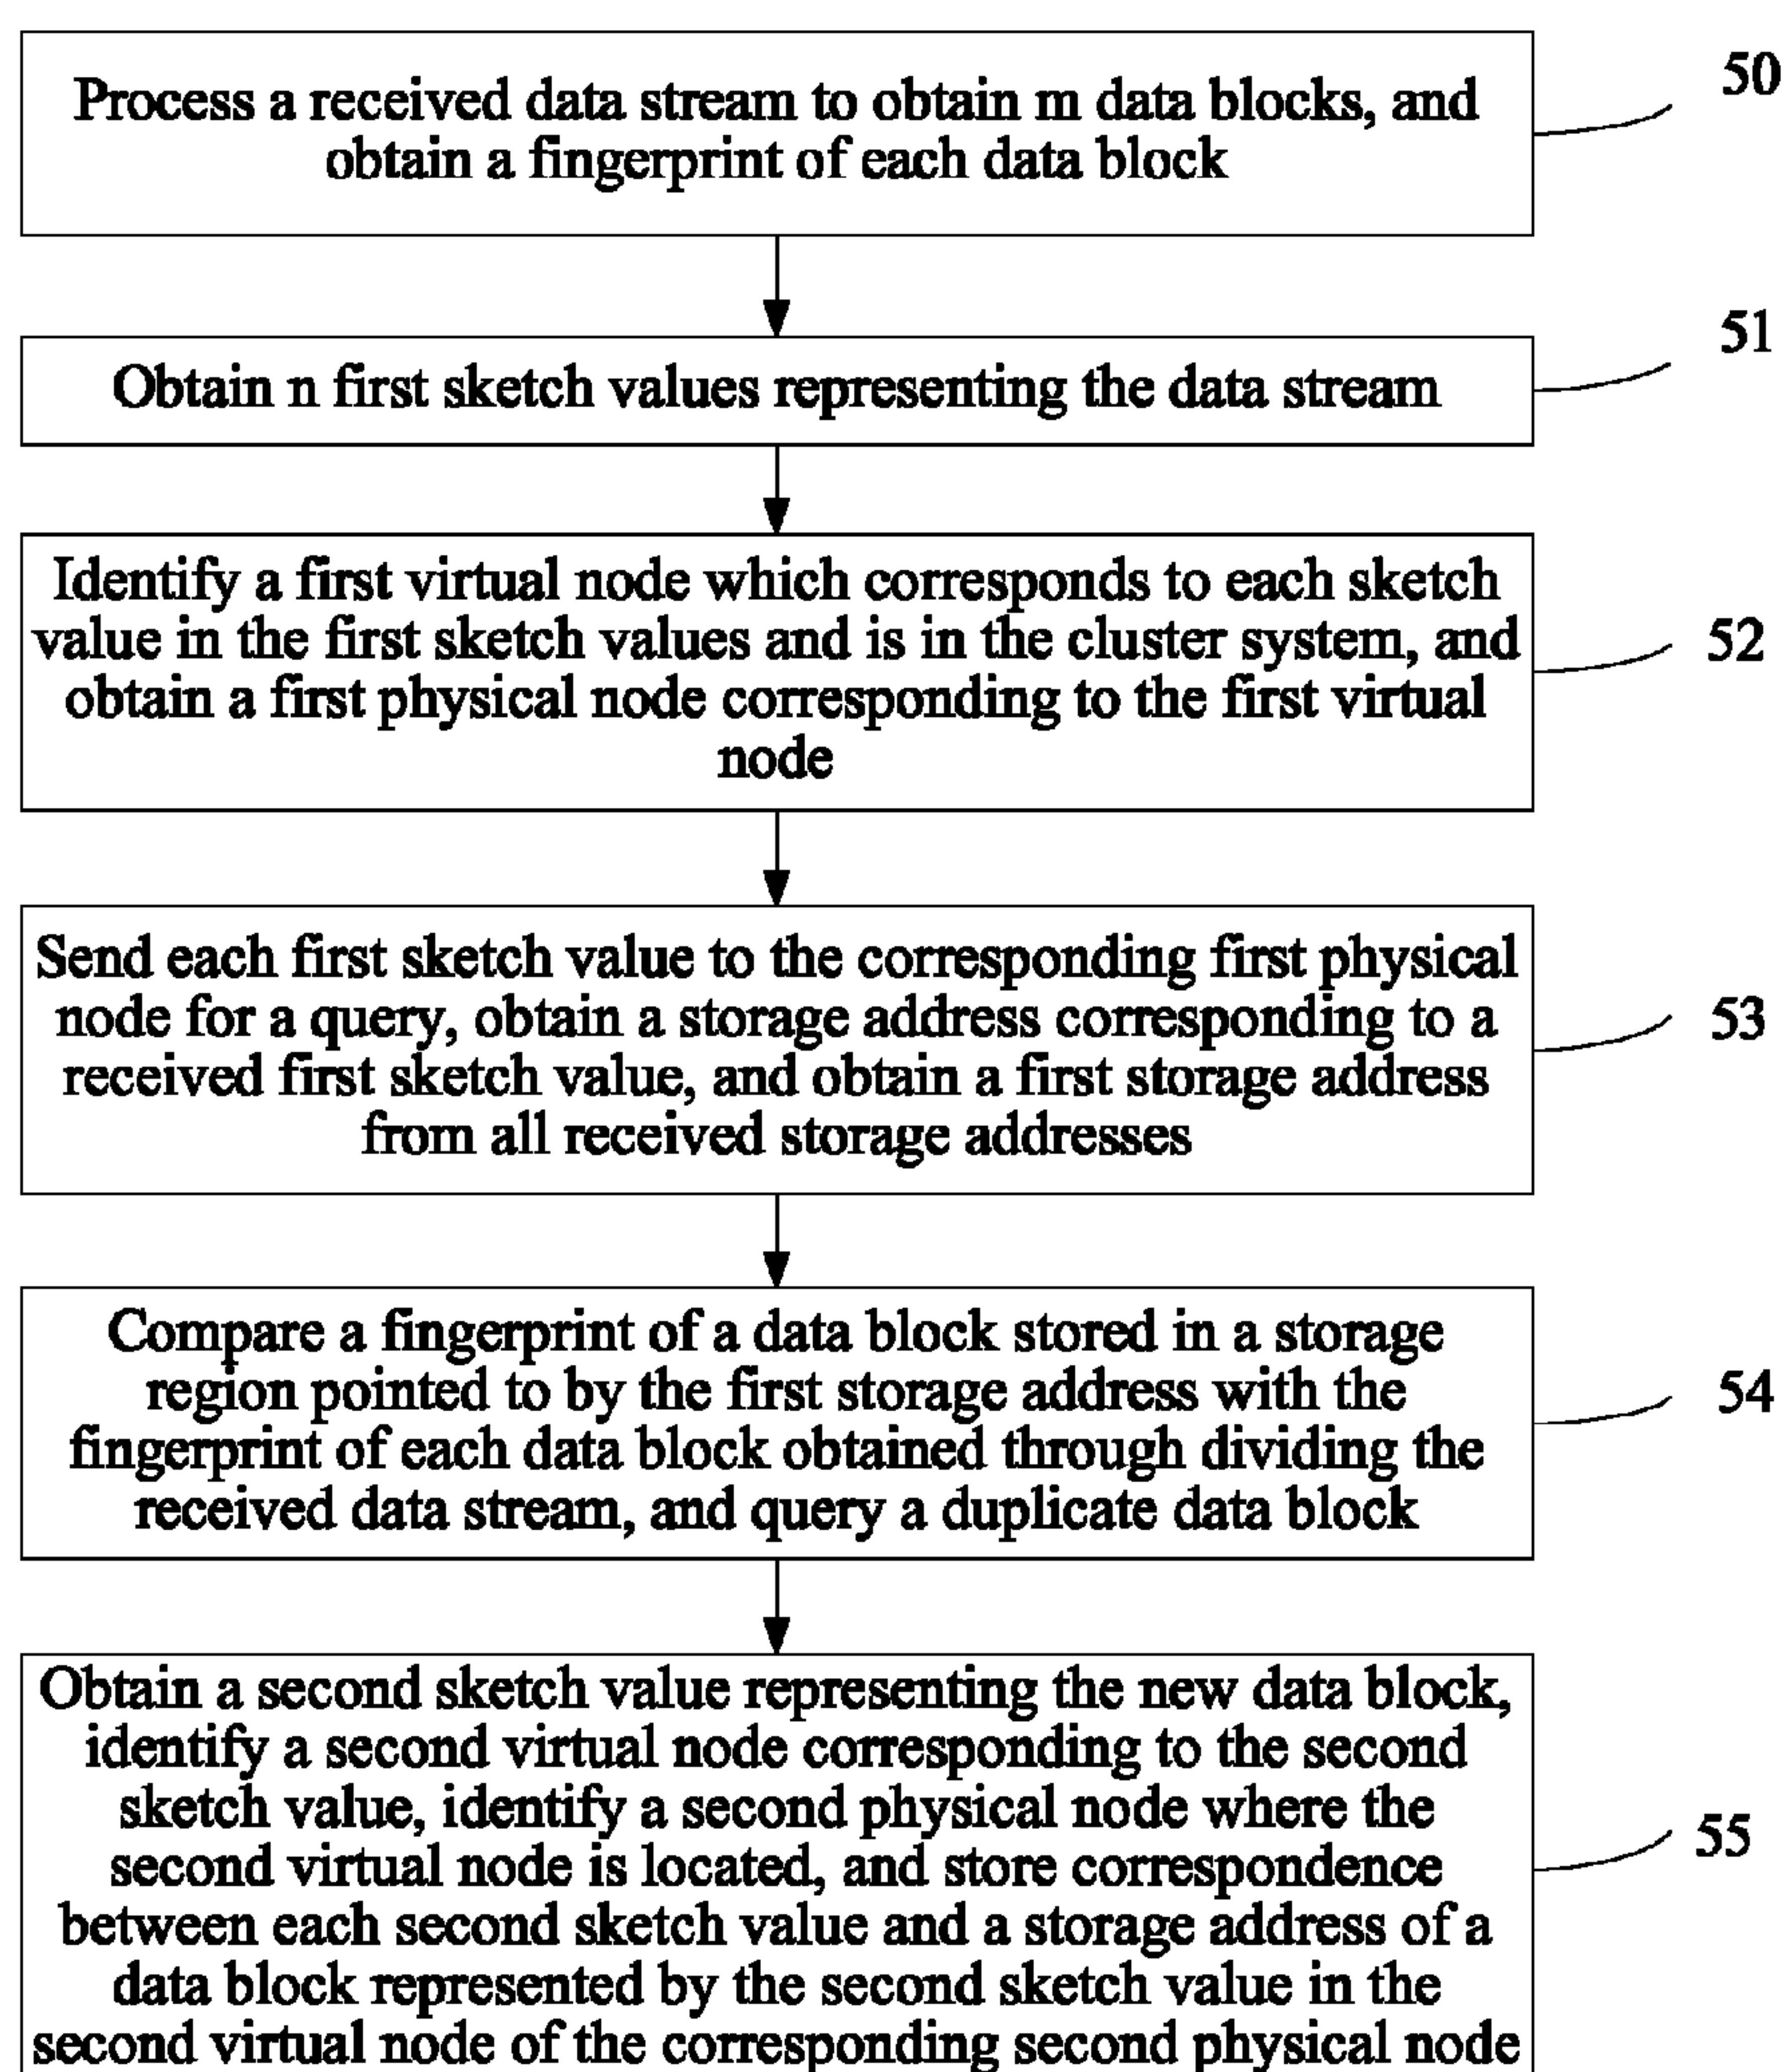 Process a received data stream to obtain m data blocks, and
obtain a fingerprint of each data block
50
Obtain n first sketch values representing the data stream
51
Identify a first virtual node which corresponds to each sketch
value in the first sketch values and is in the cluster system, and
obtain a first physical node corresponding to the first virtual
node
52
Send each first sketch value to the corresponding first physical
node for a query, obtain a storage address corresponding to a
received first sketch value, and obtain a first storage address
from all received storage addresses
53
Compare a fingerprint of a data block stored in a storage
region pointed to by the first storage address with the
fingerprint of each data block obtained through dividing the
received data stream, and query a duplicate data block
54
Obtain a second sketch value representing the new data block,
identify a second virtual node corresponding to the second
sketch value, identify a second physical node where the
second virtual node is located, and store correspondence
between each second sketch value and a storage address of a
data block represented by the second sketch value in the
second virtual node of the corresponding second physical node
55